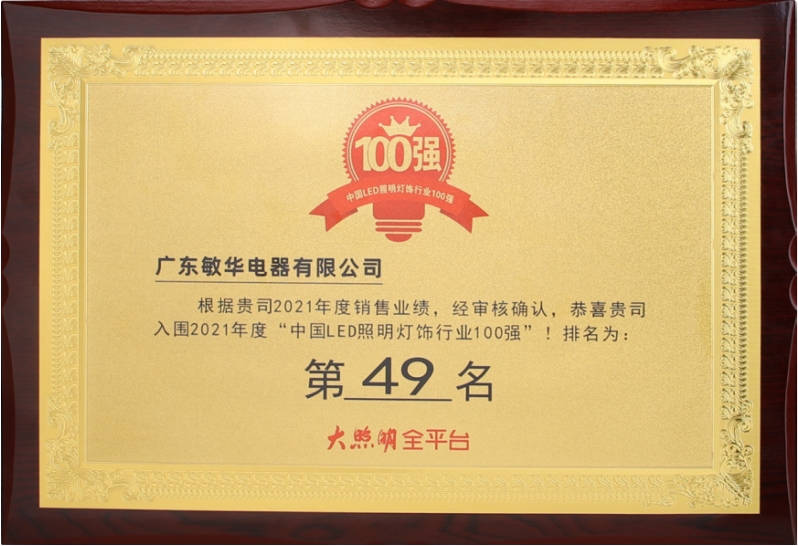 100强
中国LED照明灯饰行业100强
广东敏华电器有限公司
根据贵司2021年度销售业绩，经审核确认，恭喜贵司
入围2021年度“中国LED照明灯饰行业100强”！排名为：
第 49 名
大照明全平台